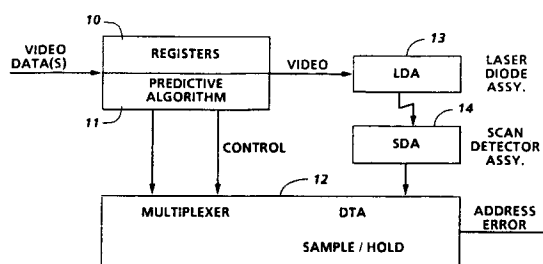 10
13
VIDEO
DATA(S)
REGISTERS
PREDICTIVE
ALGORITHM
11
VIDEO
LDA
LASER
DIODE
ASSY.
14
SDA
SCAN
DETECTOR
ASSY.
CONTROL
12
MULTIPLEXER
DTA
SAMPLE / HOLD
ADDRESS
ERROR